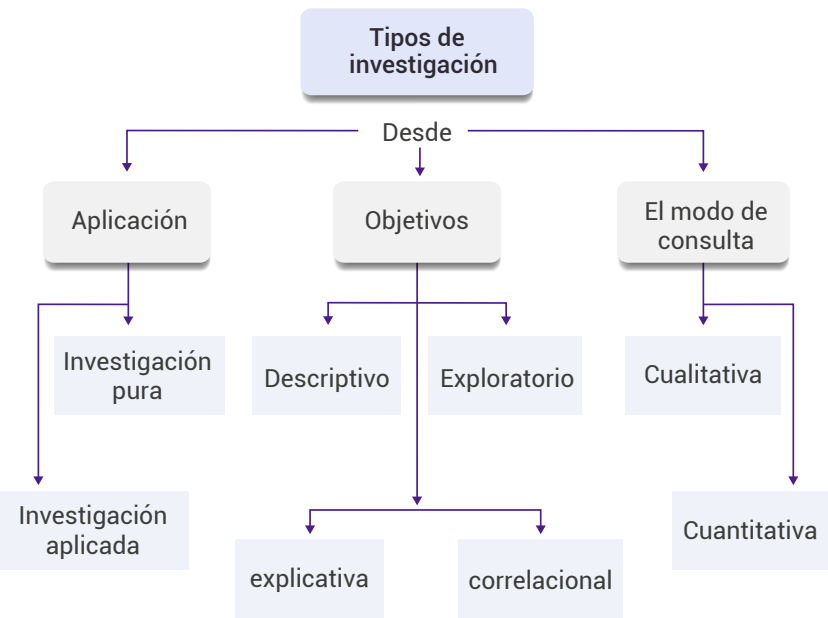 Tipos de
investigación
Desde
Aplicación
Objetivos
El modo de
consulta
Investigación
pura
Descriptivo
Exploratorio
Cualitativa
Investigación
aplicada
explicativa
correlacional
Cuantitativa